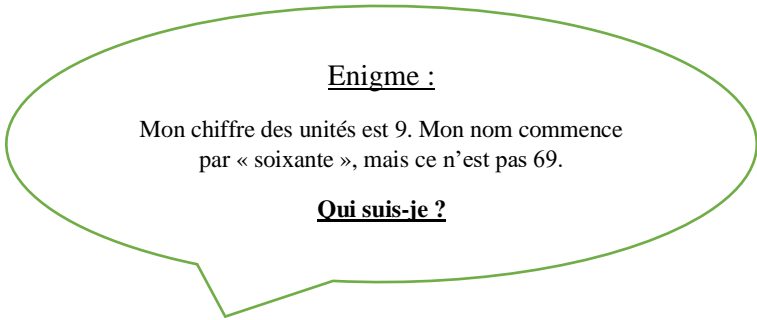 Enigme :
Mon chiffre des unités est 9. Mon nom commence
par « soixante », mais ce n’est pas 69.
Qui suis-je ?